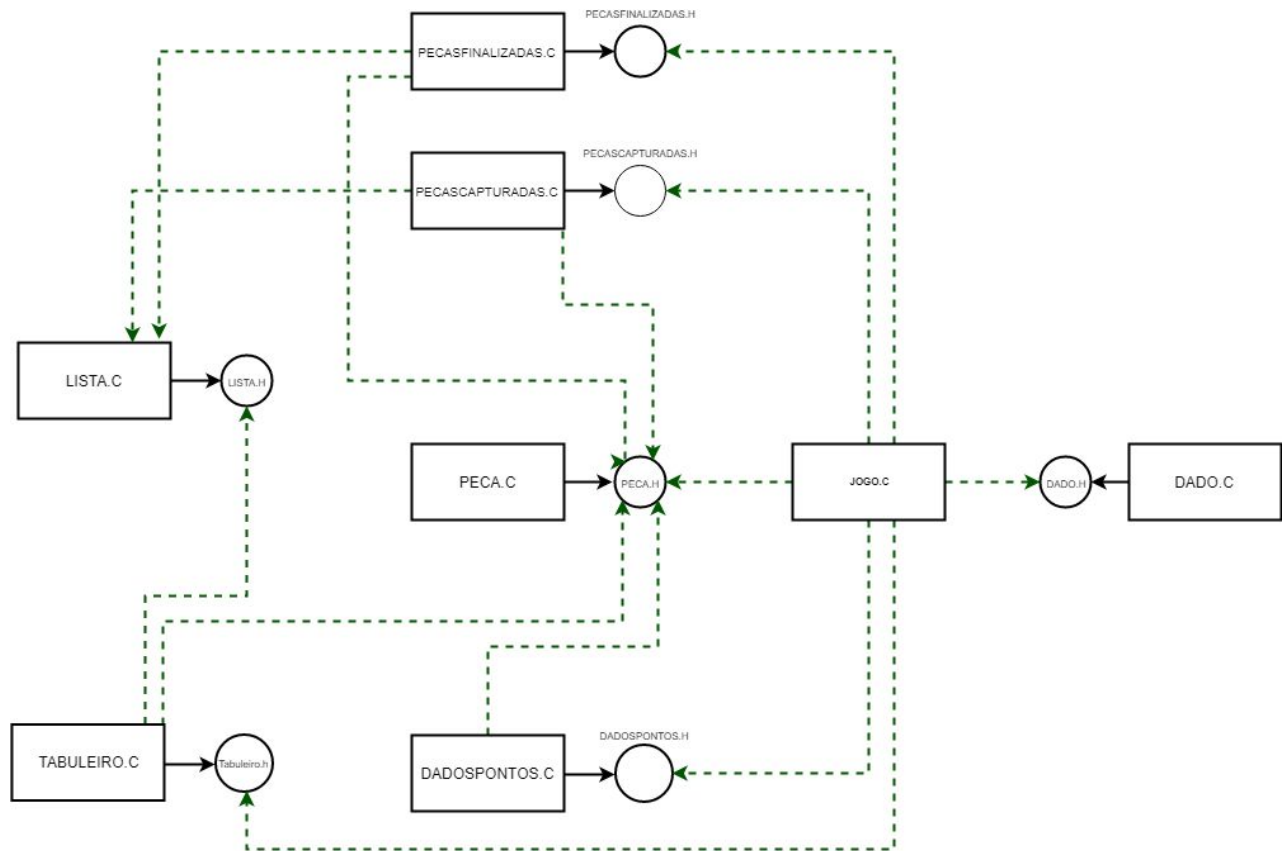 PECASFINALIZADAS.H
PECASFINALIZADAS.C
PECASCAPTURADAS.H
PECASCAPTURADAS.C
LISTA.C
LISTA.H
PECA.C
PECA.H
JOGO.C
DADO.H
DADO.C
TABULEIRO.C
Tabuleiro.h
DADOSPONTOS.H
DADOSPONTOS.C